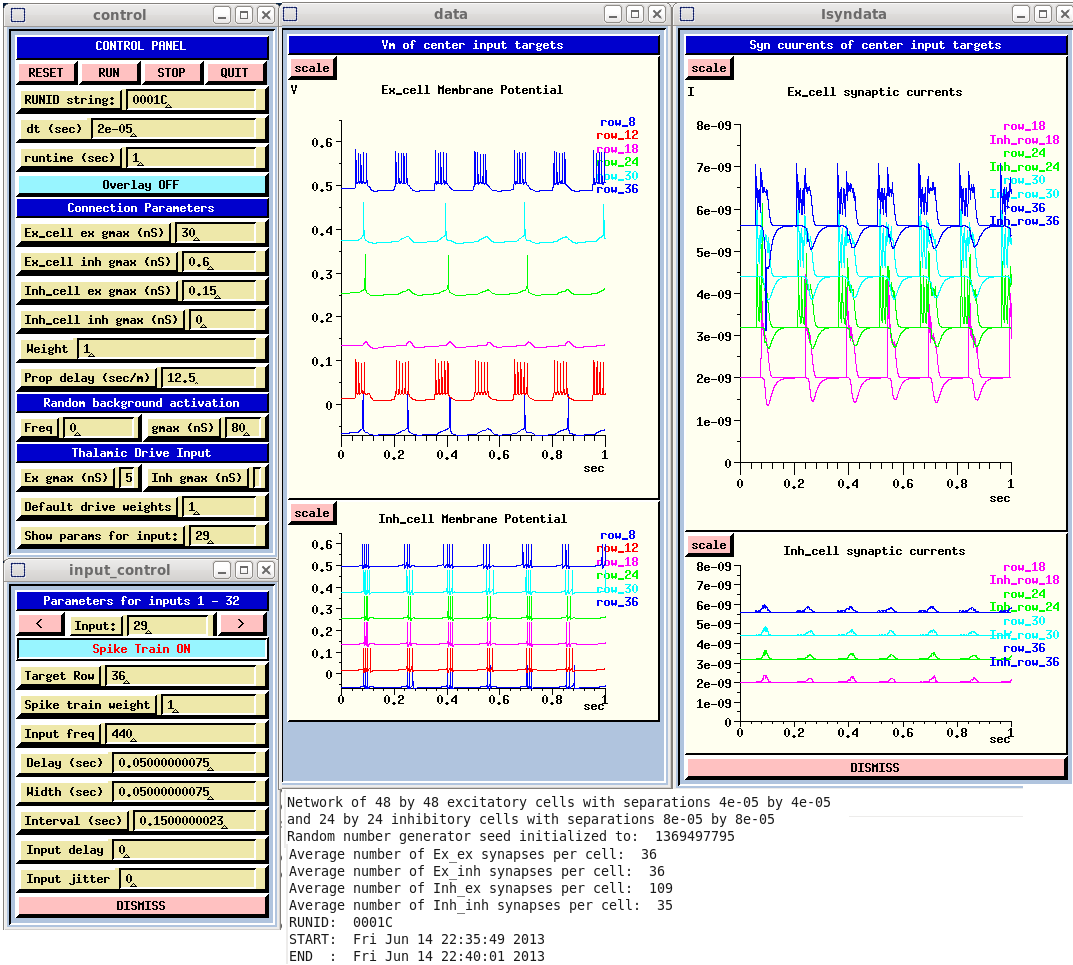 control
CONTROL PANEL
RESET RUN STOP QUIT
RUNID string: 0001C
dt (sec) 2e-05
runtime (sec) 1
Overlay OFF
Connection Parameters
Ex_cell ex gmax (nS) 30
Ex_cell inh gmax (nS) 0.6
Inh_cell ex gmax (nS) 0.15
Inh_cell inh gmax (nS) 0
Weight 1
Prop delay (sec/m) 12.5
Random background activation
Freq 0 gmax (nS) 80
Thalamic Drive Input
Ex gmax (nS) 5 Inh gmax (nS)
Default drive weights 1
Show params for input: 29
input_control
Parameters for inputs 1 - 32
< Input: 29 >
Spike Train ON
Target Row 36
Spike train weight 1
Input freq 440
Delay (sec) 0.05000000075
Width (sec) 0.05000000075
Interval (sec) 0.1500000023
Input delay 0
Input jitter 0
DISMISS
data
Vm of center input targets
scale
V
Ex_cell Membrane Potential
row_8
row_12
row_18
row_24
row_30
row_36
0.6
0.5
0.4
0.3
0.2
0.1
0
0 0.2 0.4 0.6 0.8 1
sec
scale
Inh_cell Membrane Potential
row_8
row_12
row_18
row_24
row_30
row_36
0.6
0.5
0.4
0.3
0.2
0.1
0
0 0.2 0.4 0.6 0.8 1
sec
Isyndata
Syn cuurents of center input targets
scale
I
Ex_cell synaptic currents
row_18
Inh_row_18
row_24
Inh_row_24
row_30
Inh_row_30
row_36
Inh_row_36
8e-09
7e-09
6e-09
5e-09
4e-09
3e-09
2e-09
1e-09
0
0 0.2 0.4 0.6 0.8 1
sec
scale
Inh_cell synaptic currents
row_18
Inh_row_18
row_24
Inh_row_24
row_30
Inh_row_30
row_36
Inh_row_36
8e-09
7e-09
6e-09
5e-09
4e-09
3e-09
2e-09
1e-09
0
0 0.2 0.4 0.6 0.8 1
sec
DISMISS
Network of 48 by 48 excitatory cells with separations 4e-05 by 4e-05
and 24 by 24 inhibitory cells with separations 8e-05 by 8e-05
Random number generator seed initialized to: 1369497795
Average number of Ex_ex synapses per cell: 36
Average number of Ex_inh synapses per cell: 36
Average number of Inh_ex synapses per cell: 109
Average number of Inh_inh synapses per cell: 35
RUNID: 0001C
START: Fri Jun 14 22:35:49 2013
END : Fri Jun 14 22:40:01 2013